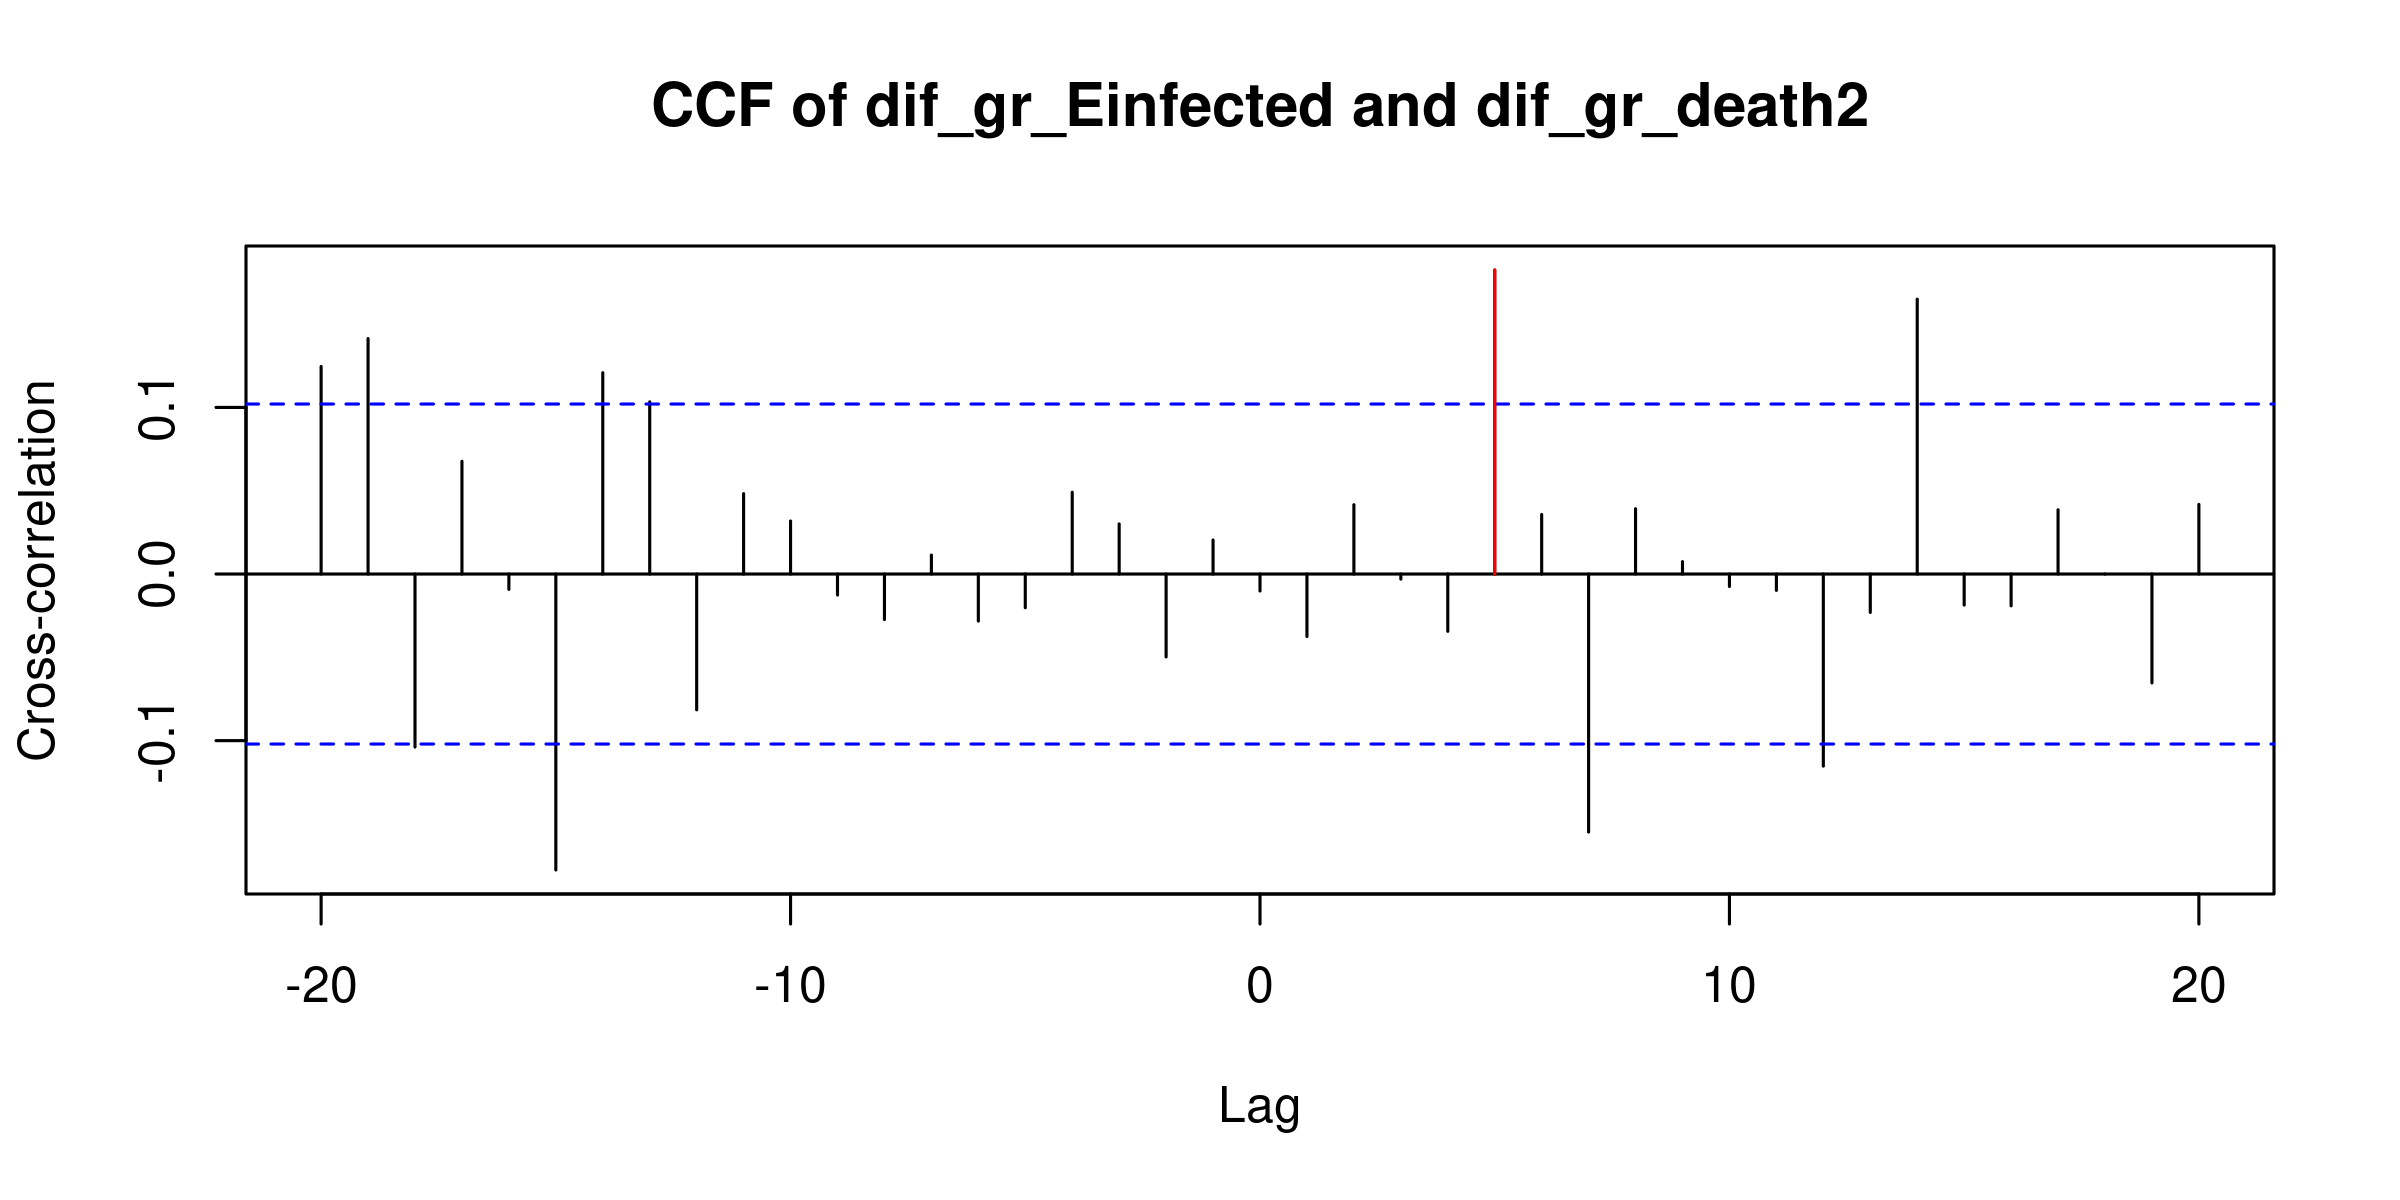 CCF of dif_gr_Einfected and dif_gr_death2
Cross-correlation
0.1
0.0
-0.1
-20 -10 0 10 20
Lag